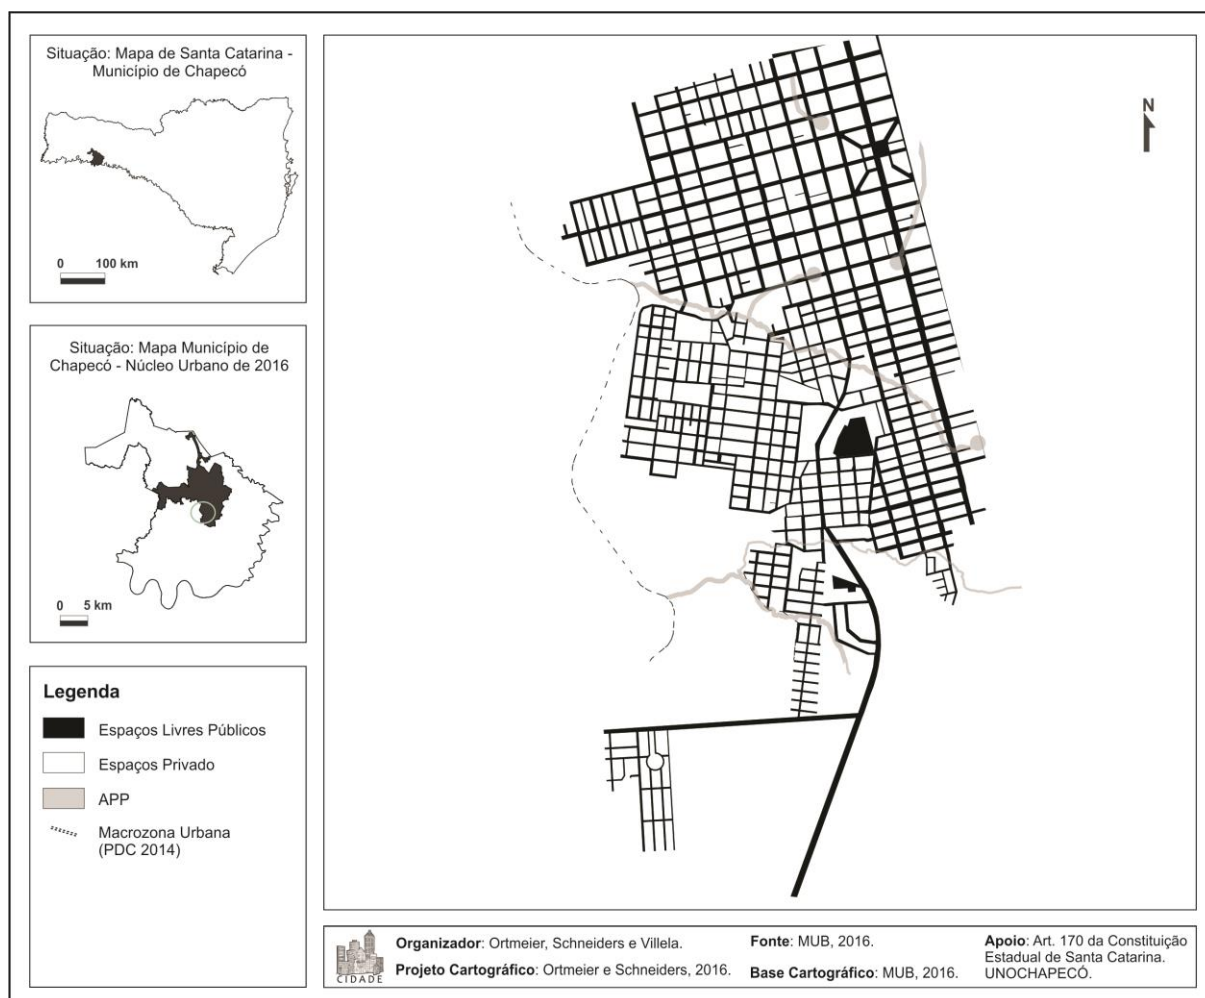 Situação: Mapa de Santa Catarina -
Município de Chapecó
0 100 km
Situação: Mapa Município de
Chapecó - Núcleo Urbano de 2016
0 5 km
Legenda
Espaços Livres Públicos
Espaços Privado
APP
Macrozona Urbana
(PDC 2014)
N
CIDADE
Organizador: Ortmeier, Schneiders e Villela.
Projeto Cartográfico: Ortmeier e Schneiders, 2016.
Fonte: MUB, 2016.
Base Cartográfico: MUB, 2016.
Apoio: Art. 170 da Constituição
Estadual de Santa Catarina.
UNOCHAPECÓ.